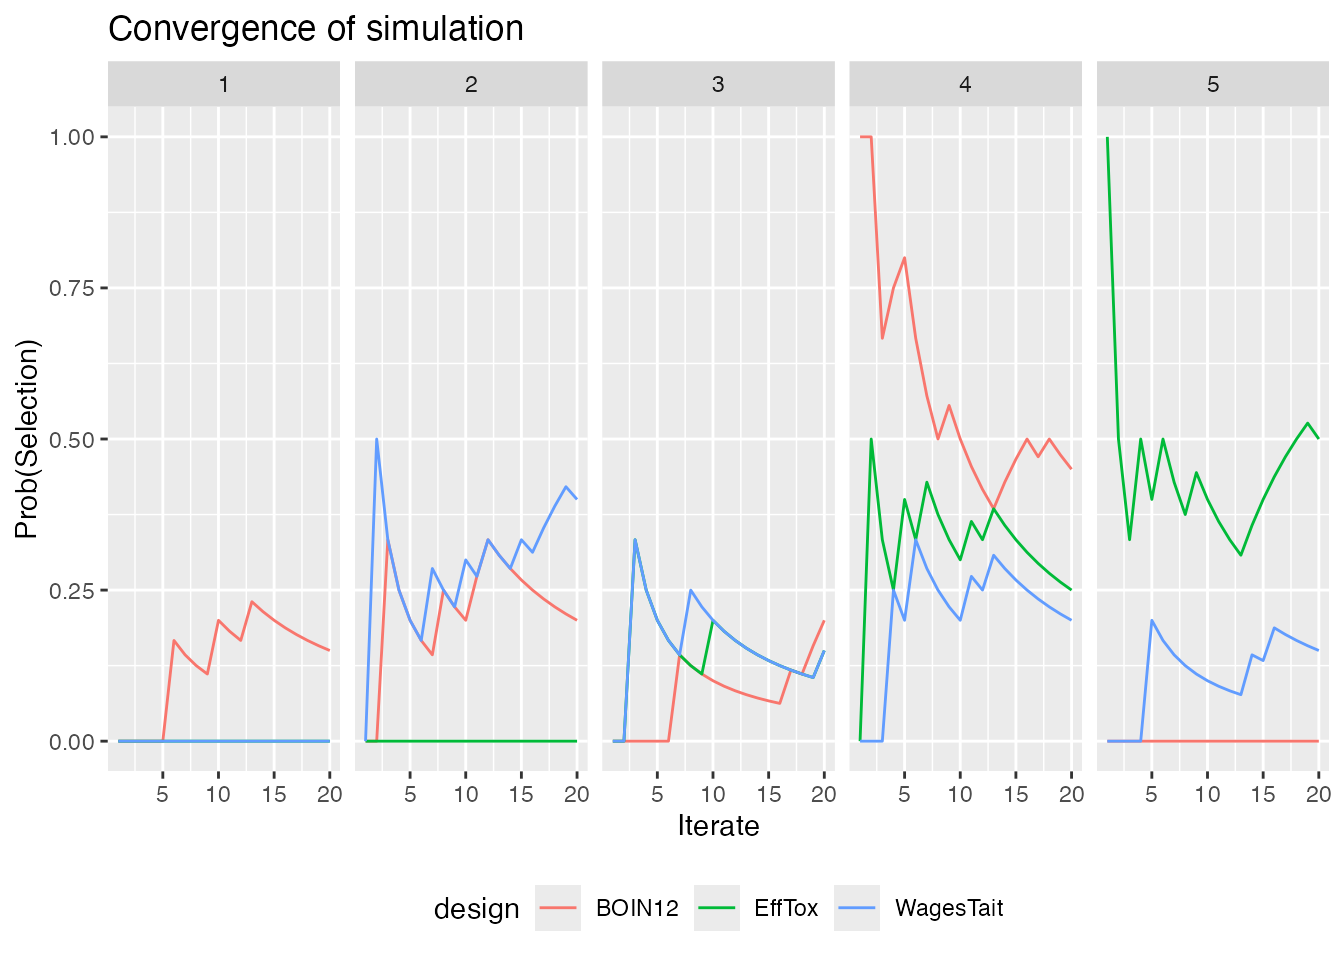 Convergence of simulation
1 2 3 4 5
1.00
0.75
0.50
0.25
0.00
Prob(Selection)
5 10 15 20 5 10 15 20 5 10 15 20 5 10 15 20 5 10 15 20
Iterate
design BOIN12 EffTox WagesTait